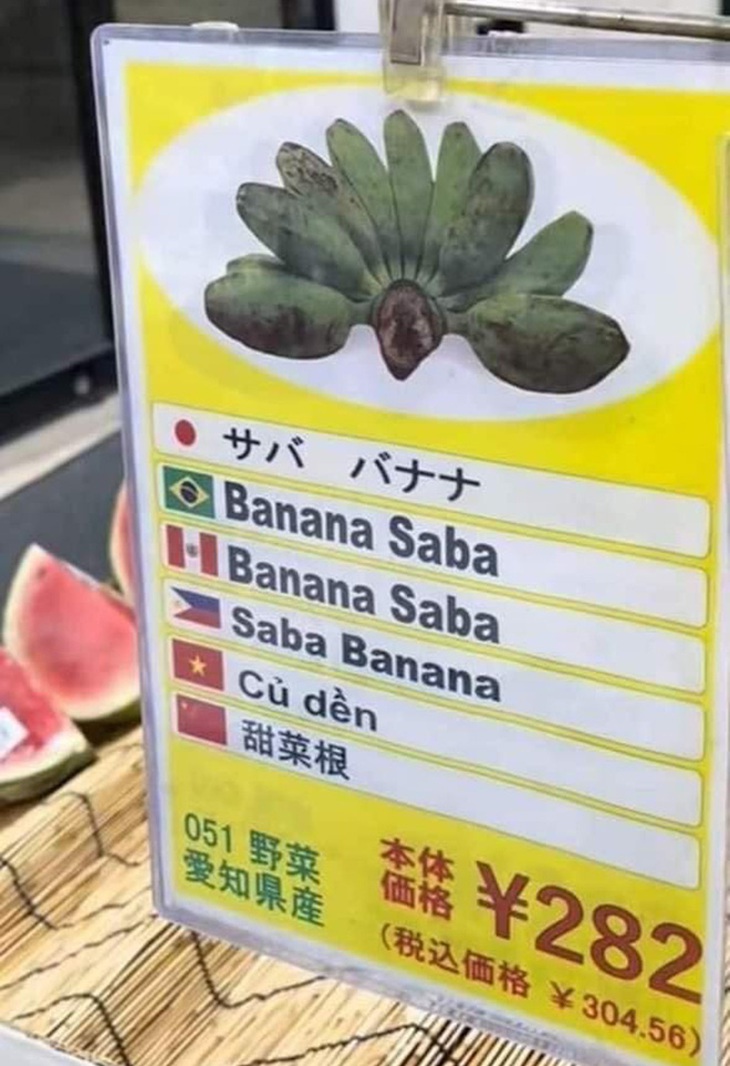 サバ バナナ
Banana Saba
Banana Saba
Saba Banana
Củ dền
甜菜根
051 野菜
愛知県産
本体
価格
¥282
(税込価格 ¥304.56)